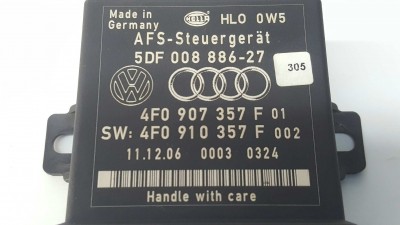 Made in
Germany
HELLA
HLO 0W5
AFS-Steuergerät
5DF 008 886-27
305
4F0 907 357 F 01
SW: 4F0 910 357 F 002
11.12.06 0003 0324
Handle with care